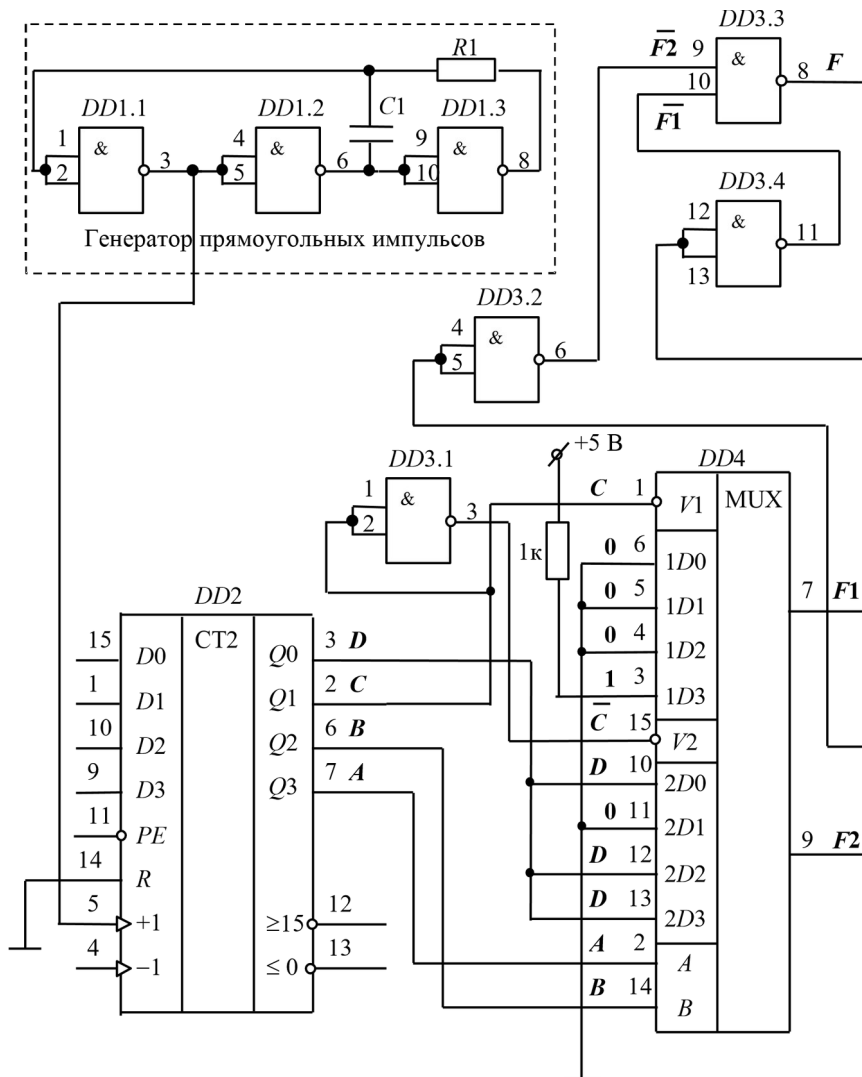 DD3.3
F2 9 & 8 F
10
F1
R1
DD1.1 DD1.2 C1 DD1.3
1 & 3 4 & 6 9 & 8
2 5 10
Генератор прямоугольных импульсов
DD3.4
12 & 11
13
DD3.2
4 & 6
5
+5 В
DD3.1
1 & 3
2
1к
DD4
C 1 V1 MUX
0 6 1D0
0 5 1D1 7 F1
0 4 1D2
1 3 1D3
C 15 V2
D 10 2D0
0 11 2D1
D 12 2D2 9 F2
D 13 2D3
A 2 A
B 14 B
DD2
15 D0 CT2 Q0 3 D
1 D1 Q1 2 C
10 D2 Q2 6 B
9 D3 Q3 7 A
11 PE
14 R
5 +1 ≥15 12
4 −1 ≤ 0 13